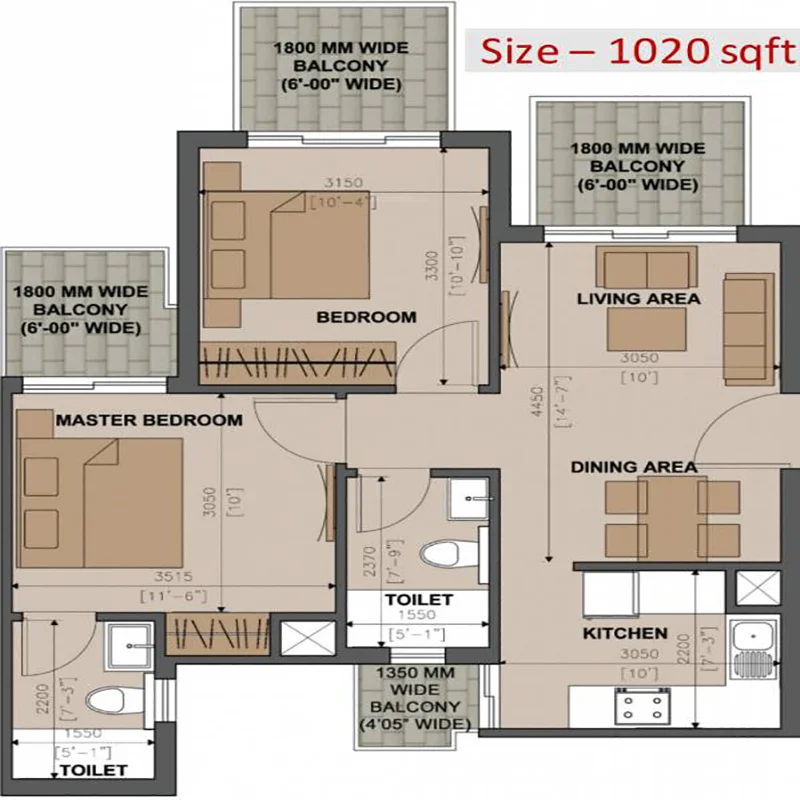 Size – 1020 sqft
1800 MM WIDE
BALCONY
(6'-00" WIDE)
1800 MM WIDE
BALCONY
(6'-00" WIDE)
3150
[10'-4"]
3300
[10'-10"]
BEDROOM
1800 MM WIDE
BALCONY
(6'-00" WIDE)
LIVING AREA
3050
[10']
4450
[14'-7"]
MASTER BEDROOM
3050
[10']
3515
[11'-6"]
DINING AREA
2370
[7'-9"]
TOILET
1550
[5'-1"]
KITCHEN
3050
[10']
2200
[7'-3"]
1350 MM
WIDE
BALCONY
(4'05" WIDE)
2200
[7'-3"]
1550
[5'-1"]
TOILET